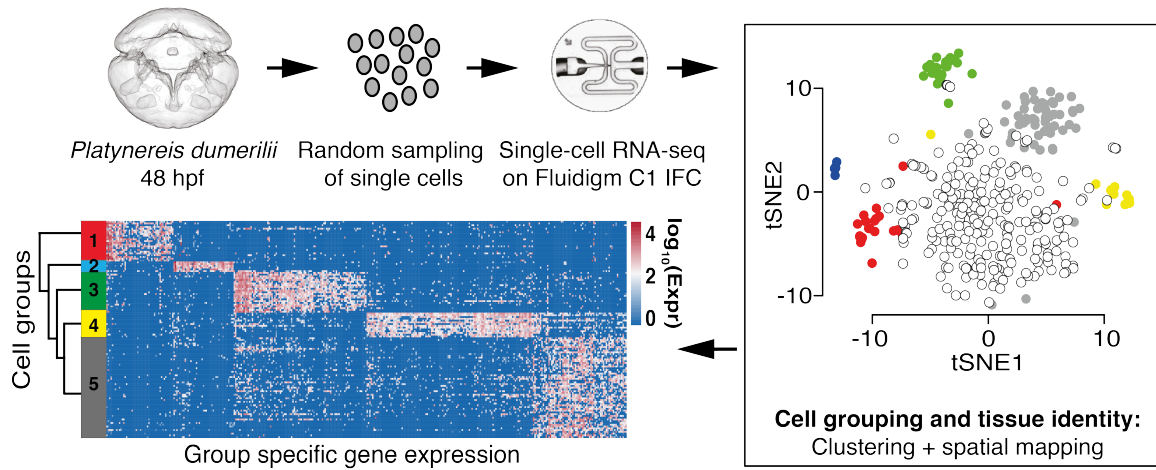 Platynereis dumerilii
48 hpf
Random sampling
of single cells
Single-cell RNA-seq
on Fluidigm C1 IFC
10
0
-10
tSNE2
-10
0
10
tSNE1
Cell grouping and tissue identity:
Clustering + spatial mapping
Cell groups
1
2
3
4
5
4
2
0
log10(Expr)
Group specific gene expression